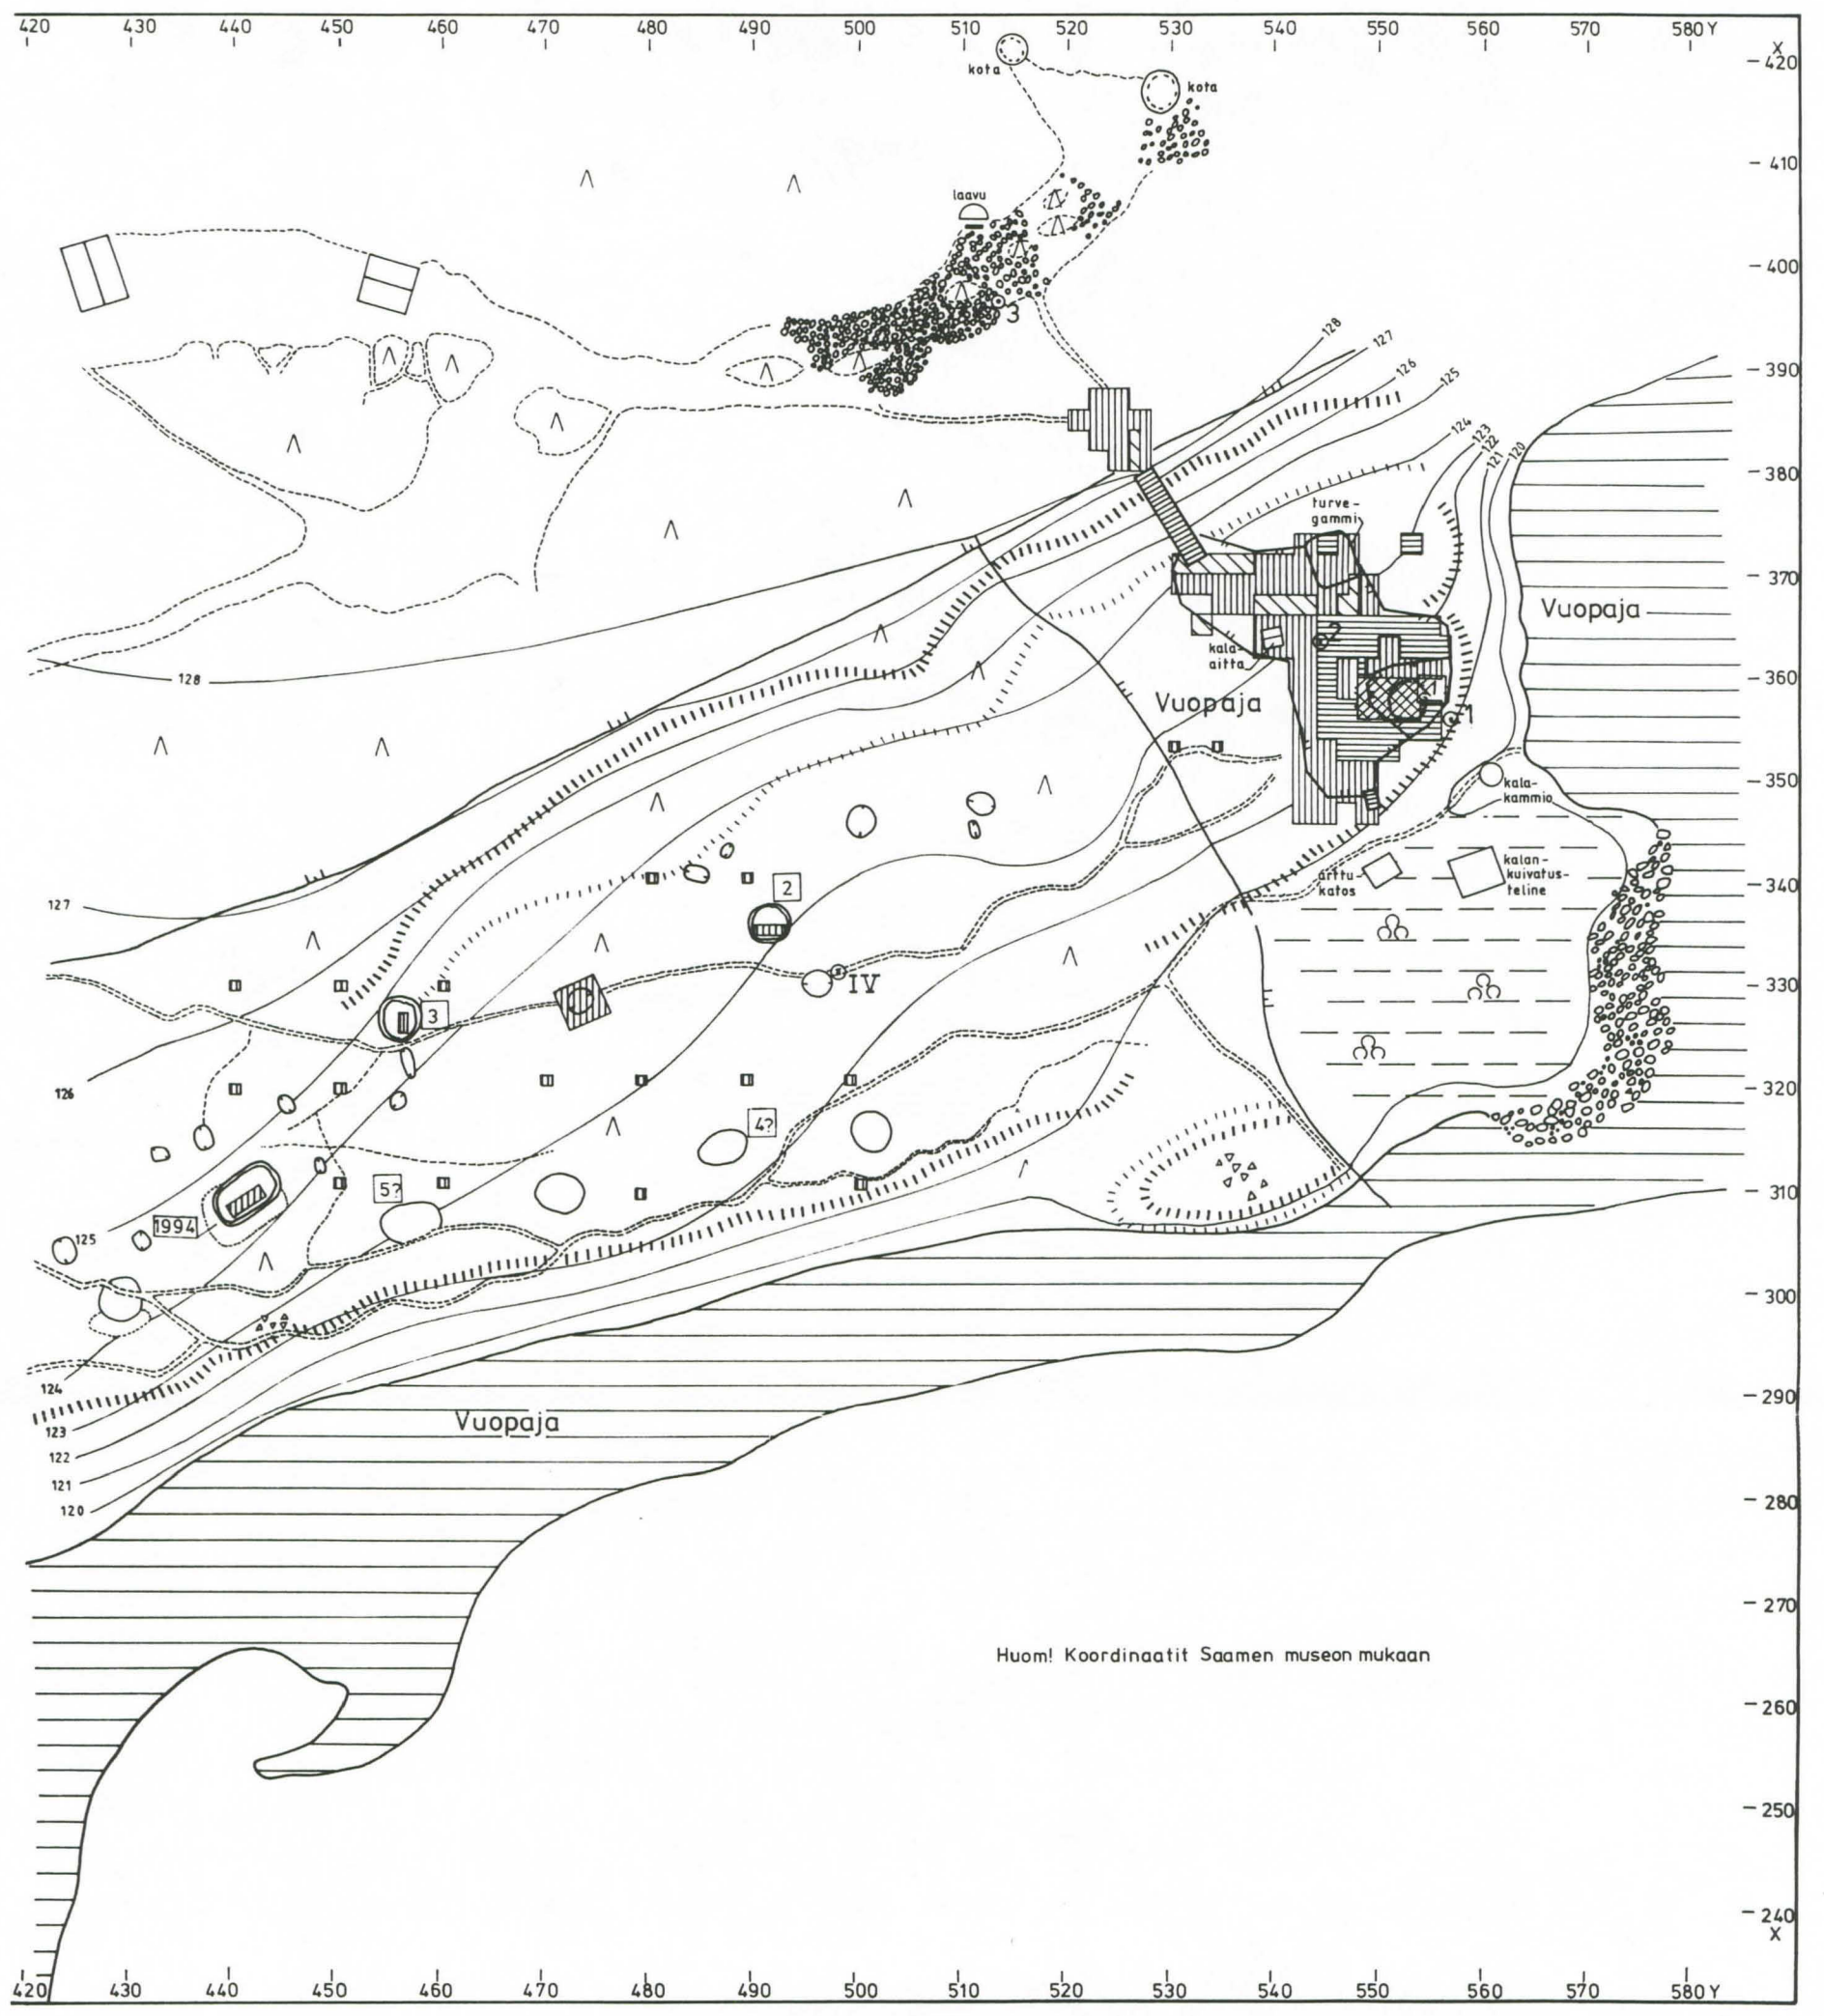 420 430 440 450 460 470 480 490 500 510 520 530 540 550 560 570 580 Y
X
420
kota
kota
410
laavu
400
3
128
127
390
126
125
124
123
122
121
120
380
turve-
gammi
370
Vuopaja
2
kala-
aitta
128
360
Vuopaja
1
1
350
kala-
kammio
2
arttu-
katos
kalan-
kuivatus-
teline
340
127
IV
330
3
126
320
4?
5?
310
1994
125
300
124
290
123
Vuopaja
122
121
120
280
270
Huom! Koordinaatit Saamen museon mukaan
260
250
240
X
420 430 440 450 460 470 480 490 500 510 520 530 540 550 560 570 580 Y